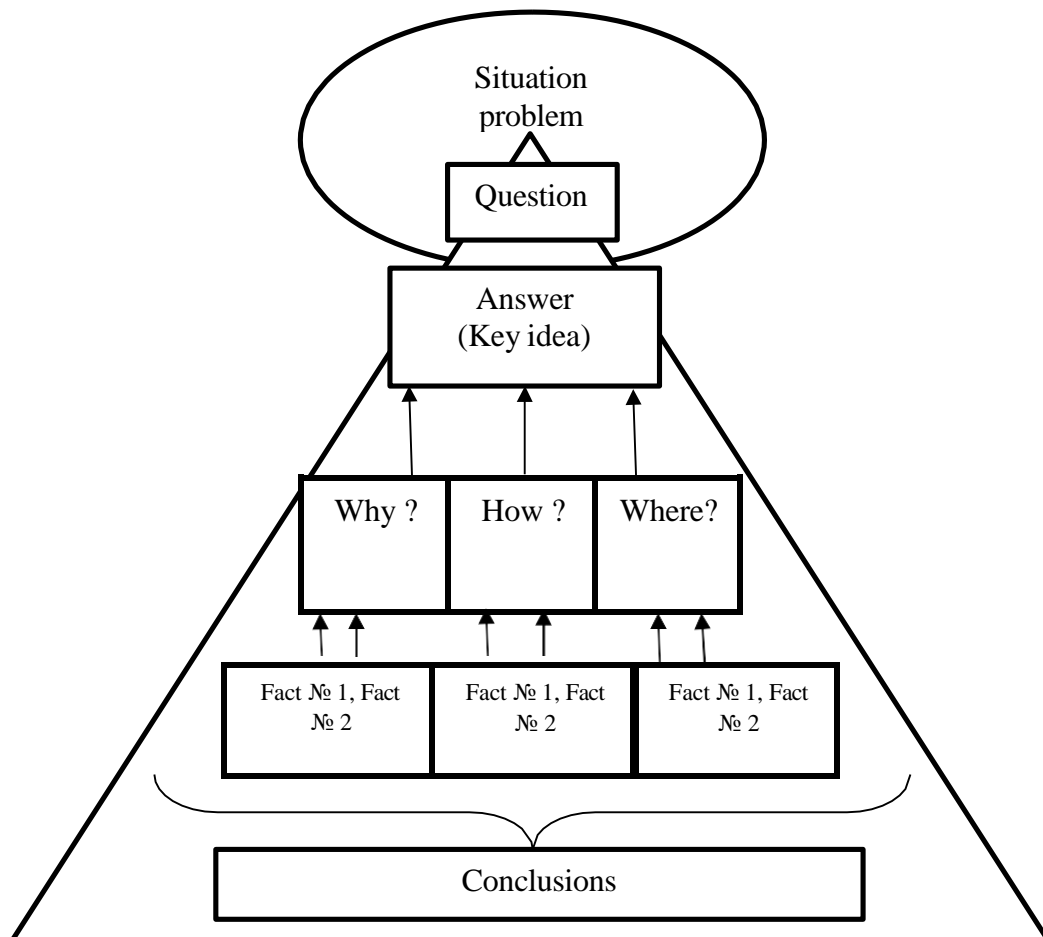 Situation
problem
Question
Answer
(Key idea)
Why ?
How ?
Where?
Fact № 1, Fact
№ 2
Fact № 1, Fact
№ 2
Fact № 1, Fact
№ 2
Conclusions